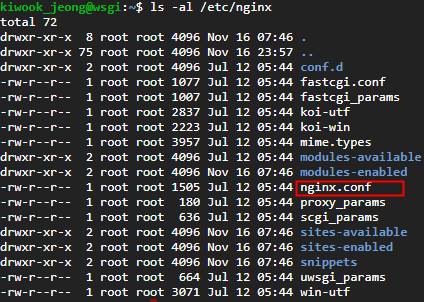 kiwook_jeong@wsgi:~$ ls -al /etc/nginx
total 72
drwxr-xr-x  8 root root 4096 Nov 16 07:46 .
drwxr-xr-x 75 root root 4096 Nov 16 23:57 ..
drwxr-xr-x  2 root root 4096 Jul 12 05:44 conf.d
-rw-r--r--  1 root root 1077 Jul 12 05:44 fastcgi.conf
-rw-r--r--  1 root root 1007 Jul 12 05:44 fastcgi_params
-rw-r--r--  1 root root 2837 Jul 12 05:44 koi-utf
-rw-r--r--  1 root root 2223 Jul 12 05:44 koi-win
-rw-r--r--  1 root root 3957 Jul 12 05:44 mime.types
drwxr-xr-x  2 root root 4096 Jul 12 05:44 modules-available
drwxr-xr-x  2 root root 4096 Nov 16 07:46 modules-enabled
-rw-r--r--  1 root root 1505 Jul 12 05:44 nginx.conf
-rw-r--r--  1 root root  180 Jul 12 05:44 proxy_params
-rw-r--r--  1 root root  636 Jul 12 05:44 scgi_params
drwxr-xr-x  2 root root 4096 Nov 16 07:46 sites-available
drwxr-xr-x  2 root root 4096 Nov 16 07:46 sites-enabled
drwxr-xr-x  2 root root 4096 Nov 16 07:46 snippets
-rw-r--r--  1 root root  664 Jul 12 05:44 uwsgi_params
-rw-r--r--  1 root root 3071 Jul 12 05:44 win-utf